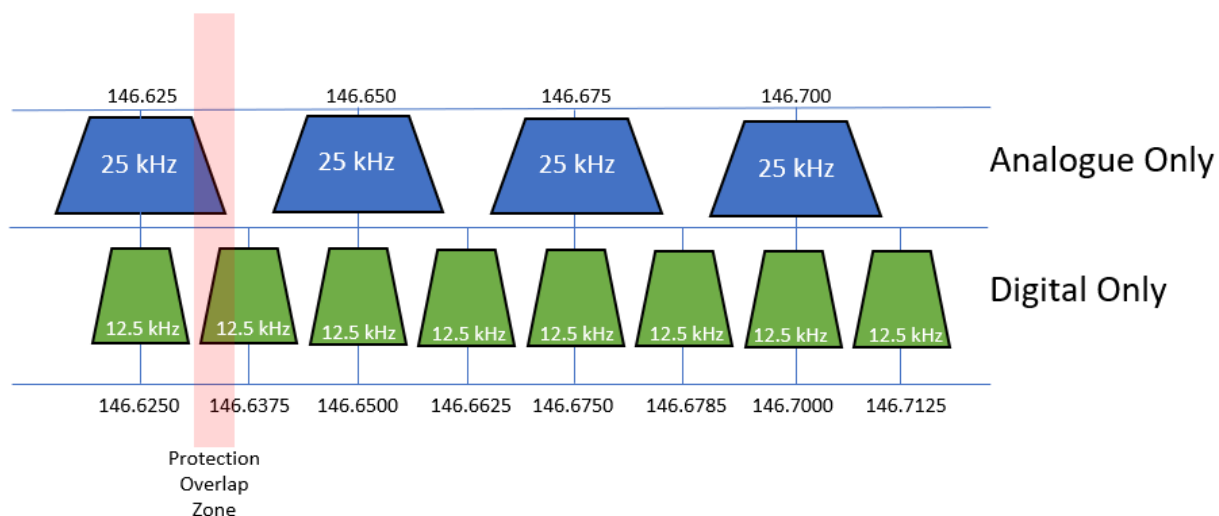 146.625 146.650 146.675 146.700
25 kHz 25 kHz 25 kHz 25 kHz
Analogue Only
12.5 kHz 12.5 kHz 12.5 kHz 12.5 kHz 12.5 kHz 12.5 kHz 12.5 kHz 12.5 kHz
Digital Only
146.6250 146.6375 146.6500 146.6625 146.6750 146.6785 146.7000 146.7125
Protection
Overlap
Zone